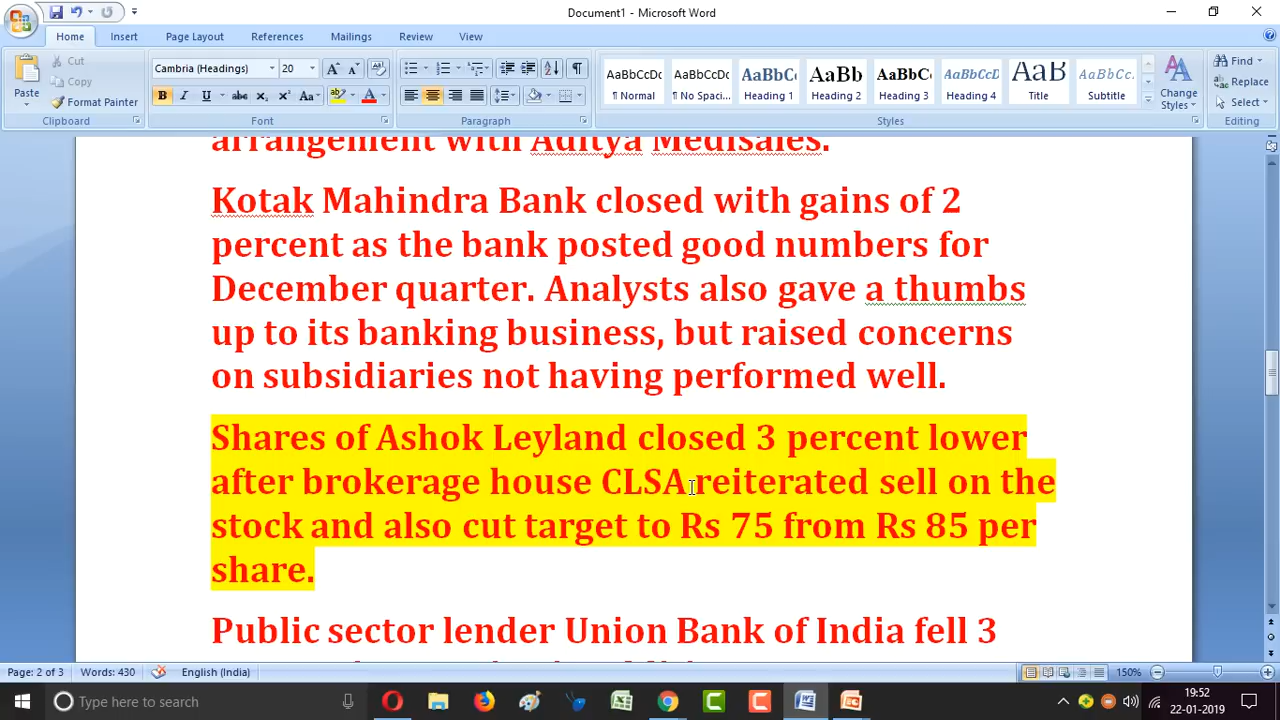 Document1 - Microsoft Word
Home Insert Page Layout References Mailings Review View
Paste
Cut
Copy
Format Painter
Clipboard
Cambria (Headings) 20
B I U abc x₂ x² Aa
Font
Paragraph
AaBbCcDc AaBbCcDc AaBbC AaBb AaBbC AaBbCcD AaB AaBbCcD
¶ Normal ¶ No Spaci... Heading 1 Heading 2 Heading 3 Heading 4 Title Subtitle
Change Styles
Styles
Find
Replace
Select
Editing
arrangement with Aditya Medisales.
Kotak Mahindra Bank closed with gains of 2
percent as the bank posted good numbers for
December quarter. Analysts also gave a thumbs
up to its banking business, but raised concerns
on subsidiaries not having performed well.
Shares of Ashok Leyland closed 3 percent lower
after brokerage house CLSA reiterated sell on the
stock and also cut target to Rs 75 from Rs 85 per
share.
Public sector lender Union Bank of India fell 3
Page: 2 of 3 Words: 430 English (India) 150%
Type here to search
19:52
22-01-2019